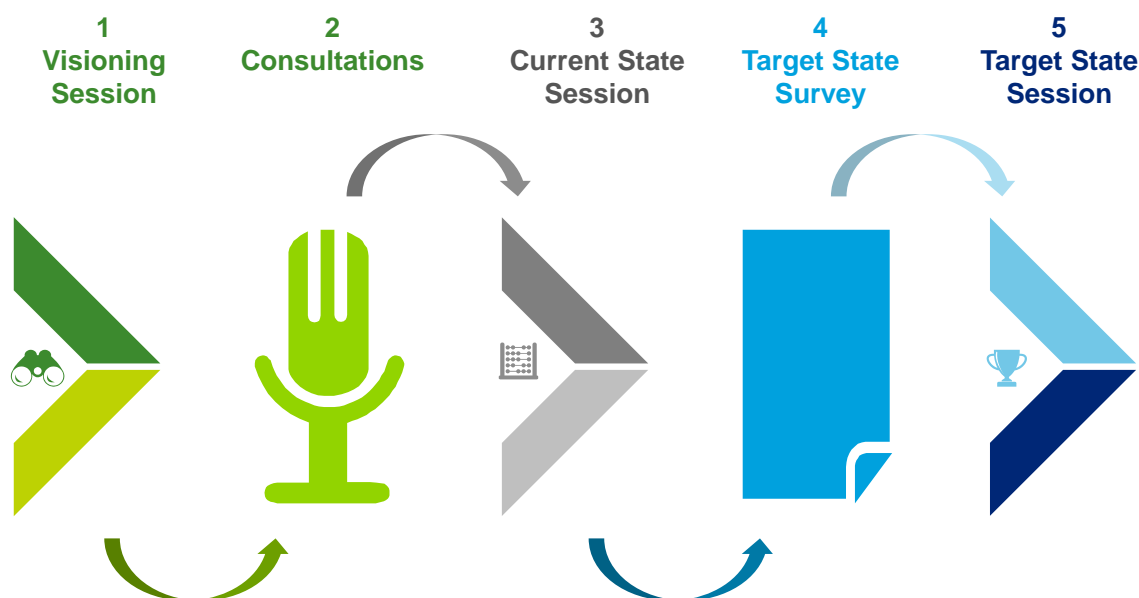 1
Visioning
Session
2
Consultations
3
Current State
Session
4
Target State
Survey
5
Target State
Session